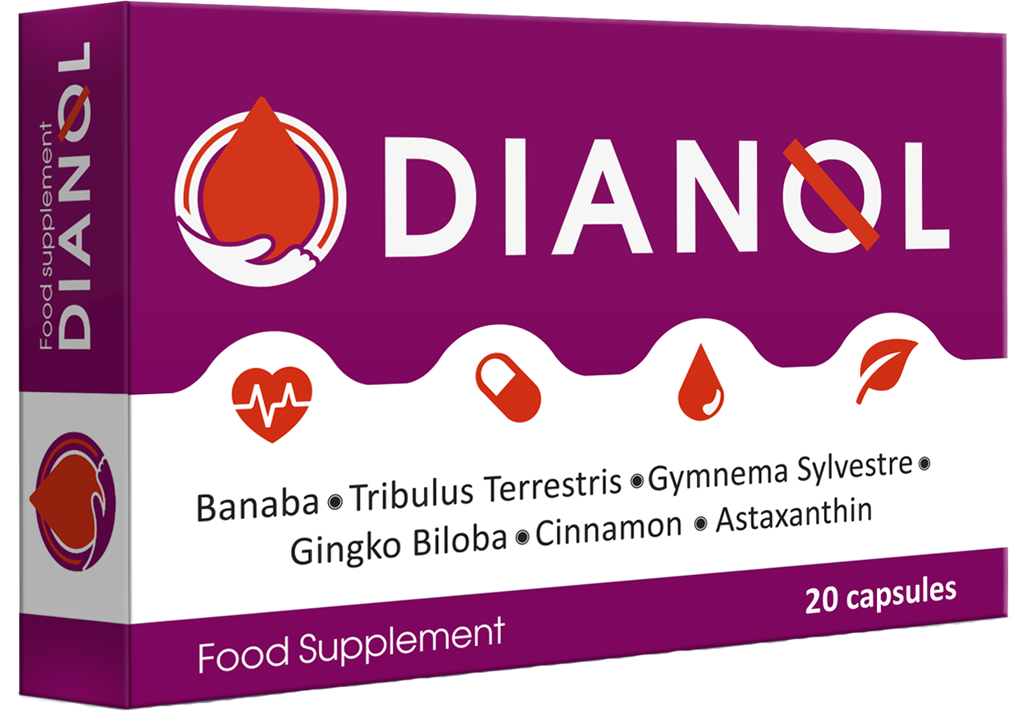 Food supplement
DIANOL
DIANOL
Banaba • Tribulus Terrestris • Gymnema Sylvestre •
Gingko Biloba • Cinnamon • Astaxanthin
20 capsules
Food Supplement